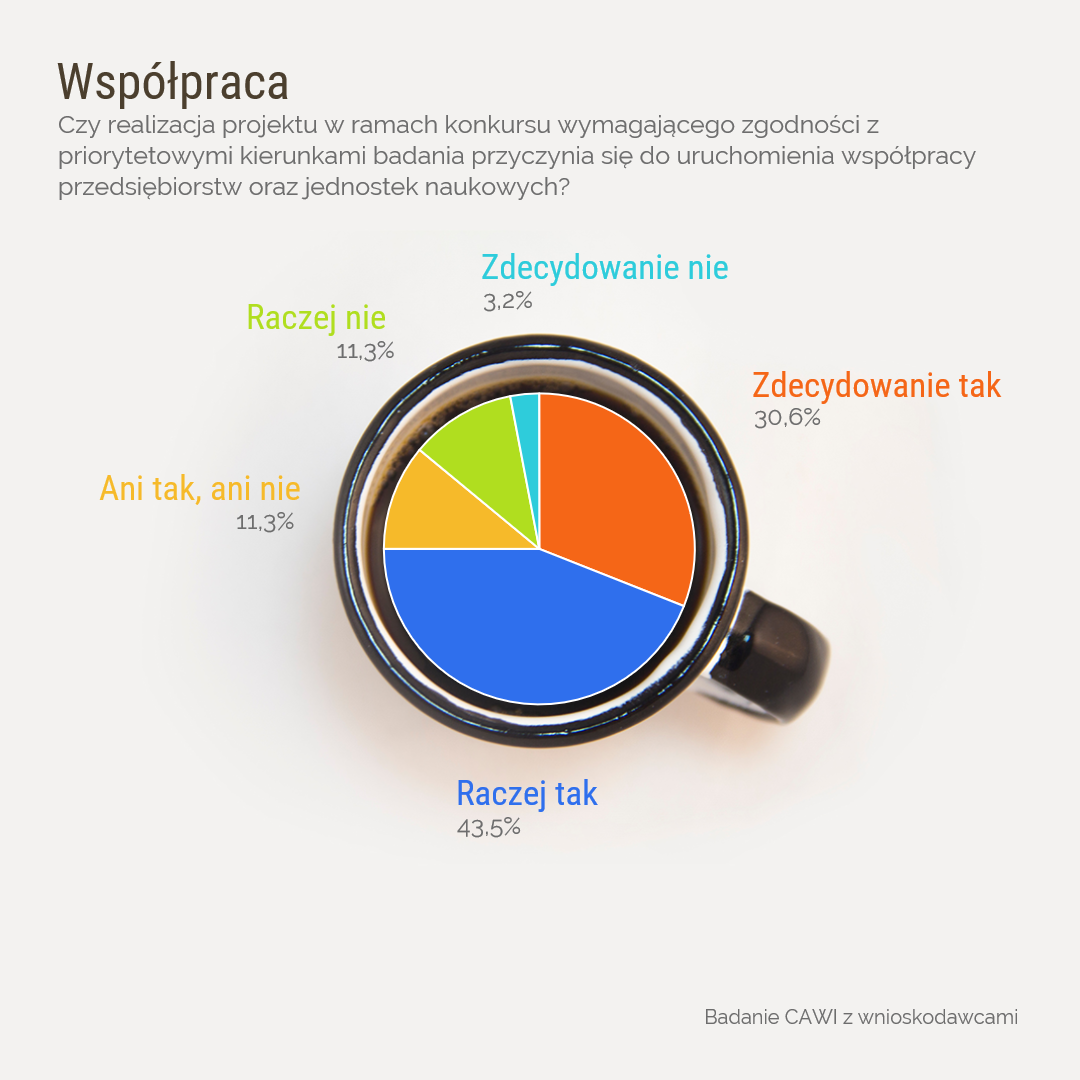 Współpraca
Czy realizacja projektu w ramach konkursu wymagającego zgodności z
priorytetowymi kierunkami badania przyczynia się do uruchomienia współpracy
przedsiębiorstw oraz jednostek naukowych?
Zdecydowanie nie
3,2%
Raczej nie
11,3%
Zdecydowanie tak
30,6%
Ani tak, ani nie
11,3%
Raczej tak
43,5%
Badanie CAWI z wnioskodawcami